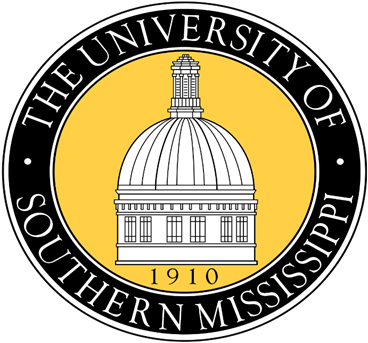 THE UNIVERSITY OF
SOUTHERN MISSISSIPPI
1910